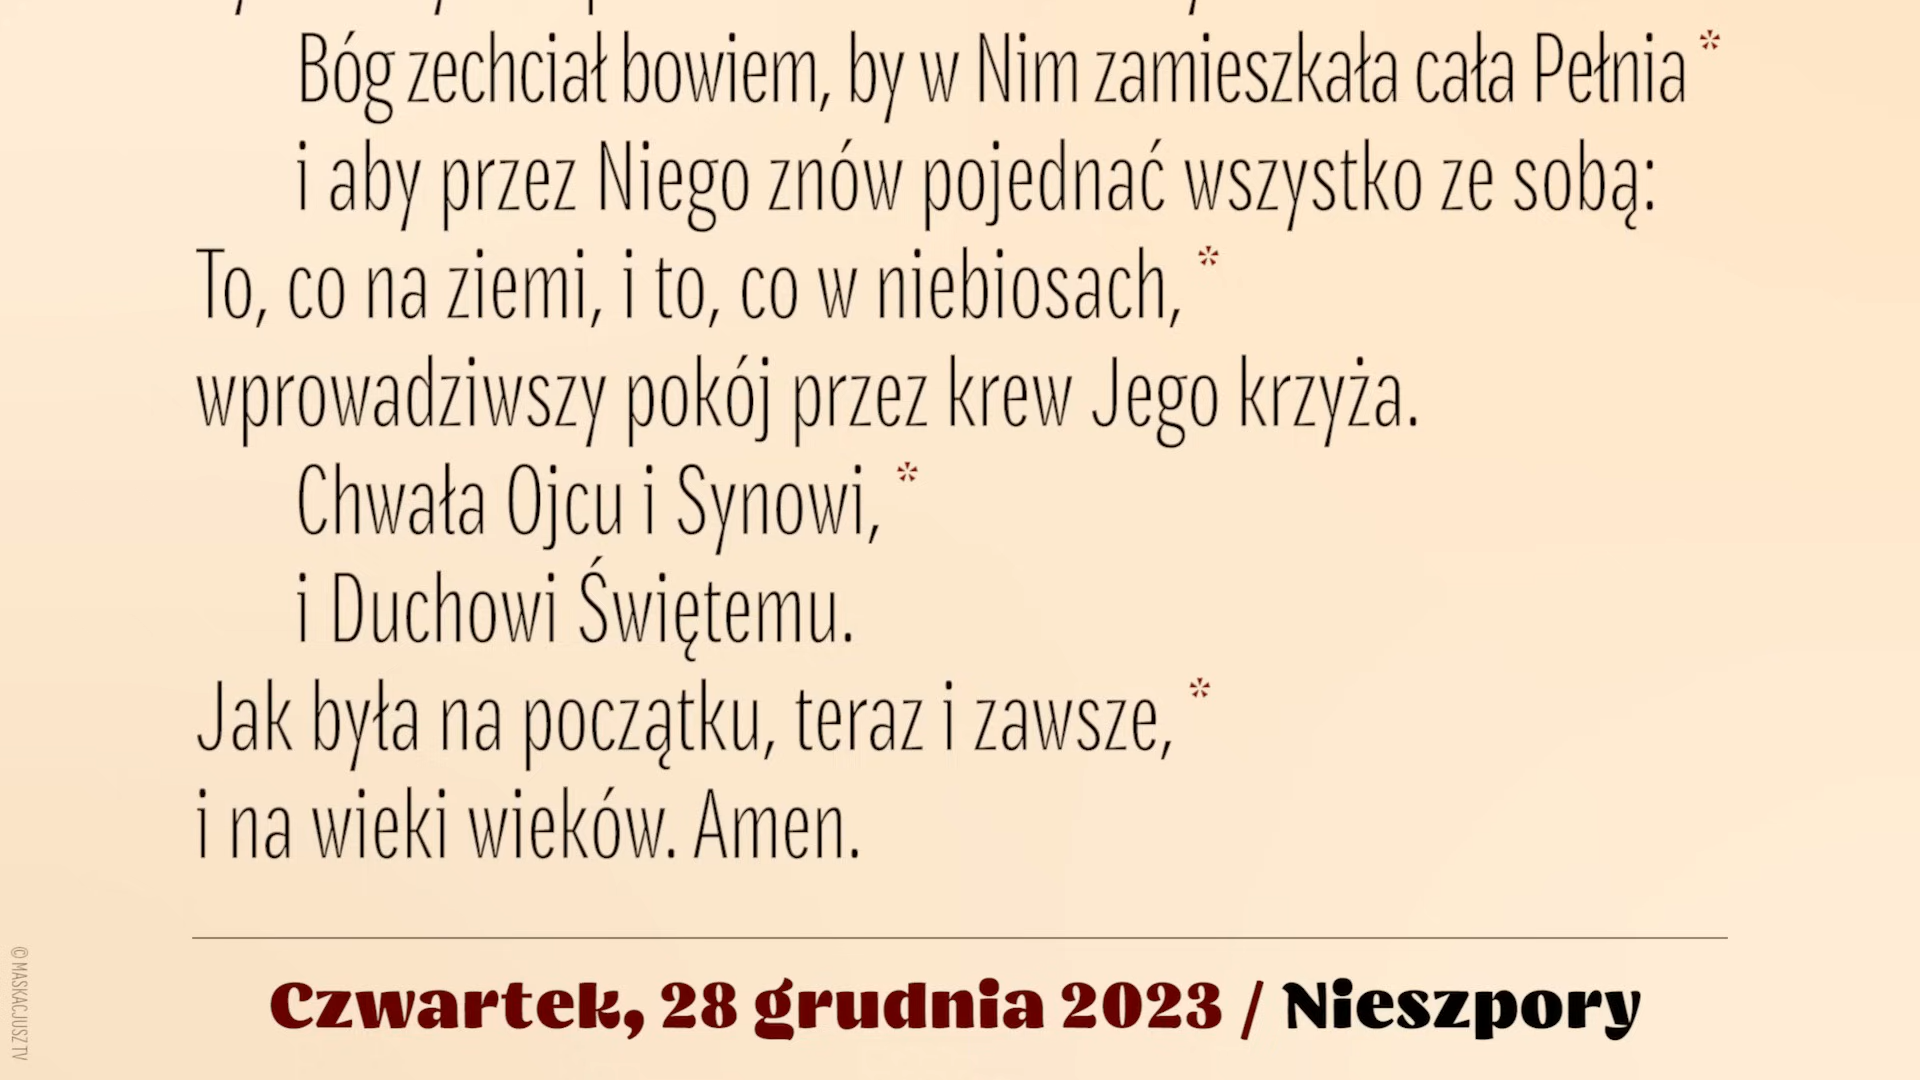 Bóg zechciał bowiem, by w Nim zamieszkała cała Pełnia *
i aby przez Niego znów pojednać wszystko ze sobą:
To, co na ziemi, i to, co w niebiosach, *
wprowadziwszy pokój przez krew Jego krzyża.
Chwała Ojcu i Synowi, *
i Duchowi Świętemu.
Jak była na początku, teraz i zawsze, *
i na wieki wieków. Amen.
Czwartek, 28 grudnia 2023 / Nieszpory
© MASKACJUSZ TV